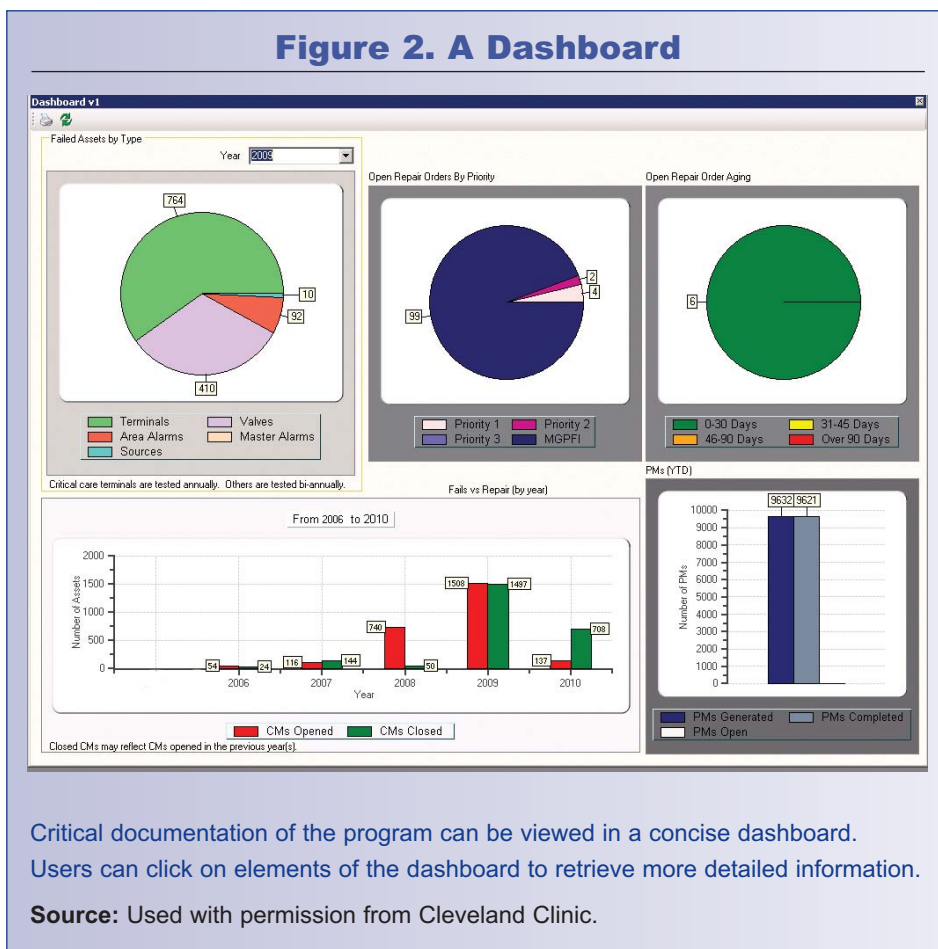 Figure 2. A Dashboard
Dashboard v1
Failed Assets by Type
Year 2009
764
10
92
410
Terminals Valves
Area Alarms Master Alarms
Sources
Critical care terminals are tested annually. Others are tested bi-annually.
Open Repair Orders By Priority
2
4
99
Priority 1 Priority 2
Priority 3 MGPFI
Open Repair Order Aging
6
0-30 Days 31-45 Days
46-90 Days Over 90 Days
Fails vs Repair (by year)
From 2006 to 2010
Number of Assets
2000
1500
1000
500
0
54 24 116 144 740 50 1508 1497 137 708
2006 2007 2008 2009 2010
Year
CMs Opened CMs Closed
Closed CMs may reflect CMs opened in the previous year(s).
PMs (YTD)
9632 9621
Number of PMs
10000
9000
8000
7000
6000
5000
4000
3000
2000
1000
0
PMs Generated PMs Completed
PMs Open
Critical documentation of the program can be viewed in a concise dashboard.
Users can click on elements of the dashboard to retrieve more detailed information.
Source: Used with permission from Cleveland Clinic.